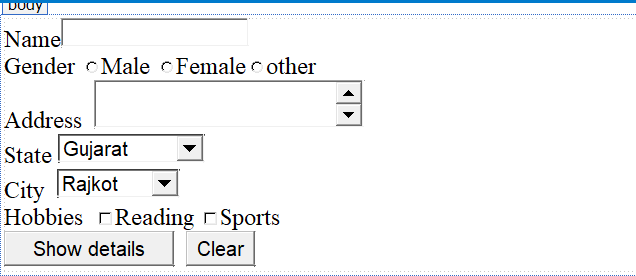 body
Name
Gender Male Female other
Address
State Gujarat
City Rajkot
Hobbies Reading Sports
Show details Clear